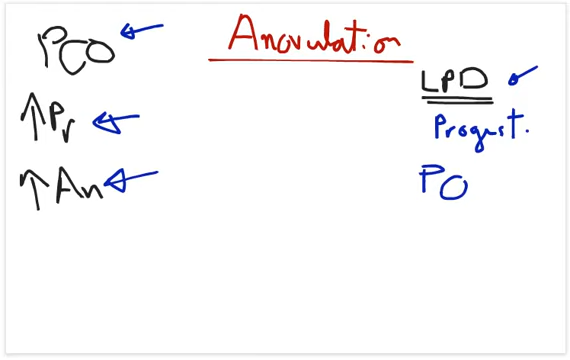 Anovulation
PCO
↑Pr
↑An
LPD
Progest.
PO